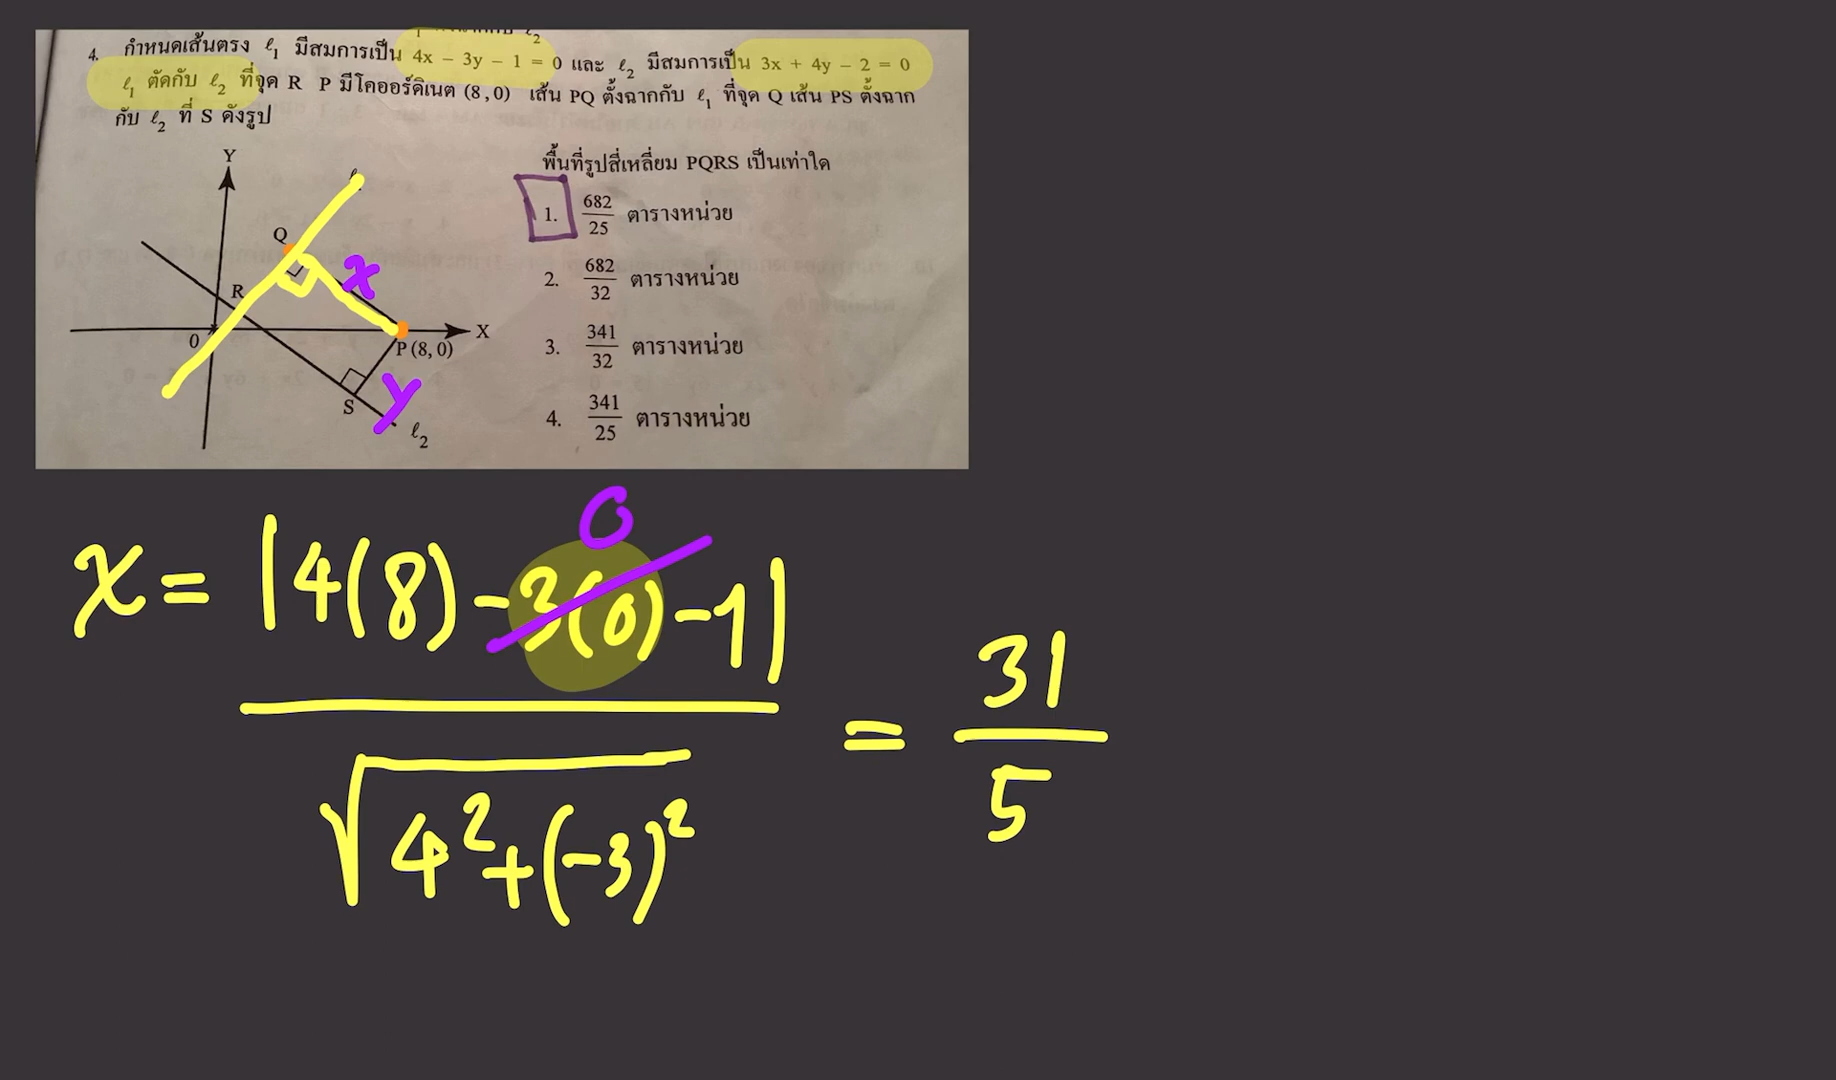 4. กำหนดเส้นตรง ℓ₁ มีสมการเป็น 4x − 3y − 1 = 0 และ ℓ₂ มีสมการเป็น 3x + 4y − 2 = 0
ℓ₁ ตัดกับ ℓ₂ ที่จุด R P มีโคออร์ดิเนต (8,0) เส้น PQ ตั้งฉากกับ ℓ₁ ที่จุด Q เส้น PS ตั้งฉาก
กับ ℓ₂ ที่ S ดังรูป
พื้นที่รูปสี่เหลี่ยม PQRS เป็นเท่าใด
1. 682/25 ตารางหน่วย
2. 682/32 ตารางหน่วย
3. 341/32 ตารางหน่วย
4. 341/25 ตารางหน่วย
Y
Q
x
R
X
0
P (8,0)
y
S
ℓ₂
0
x = |4(8) − 3(0) − 1| / √4² + (−3)² = 31/5